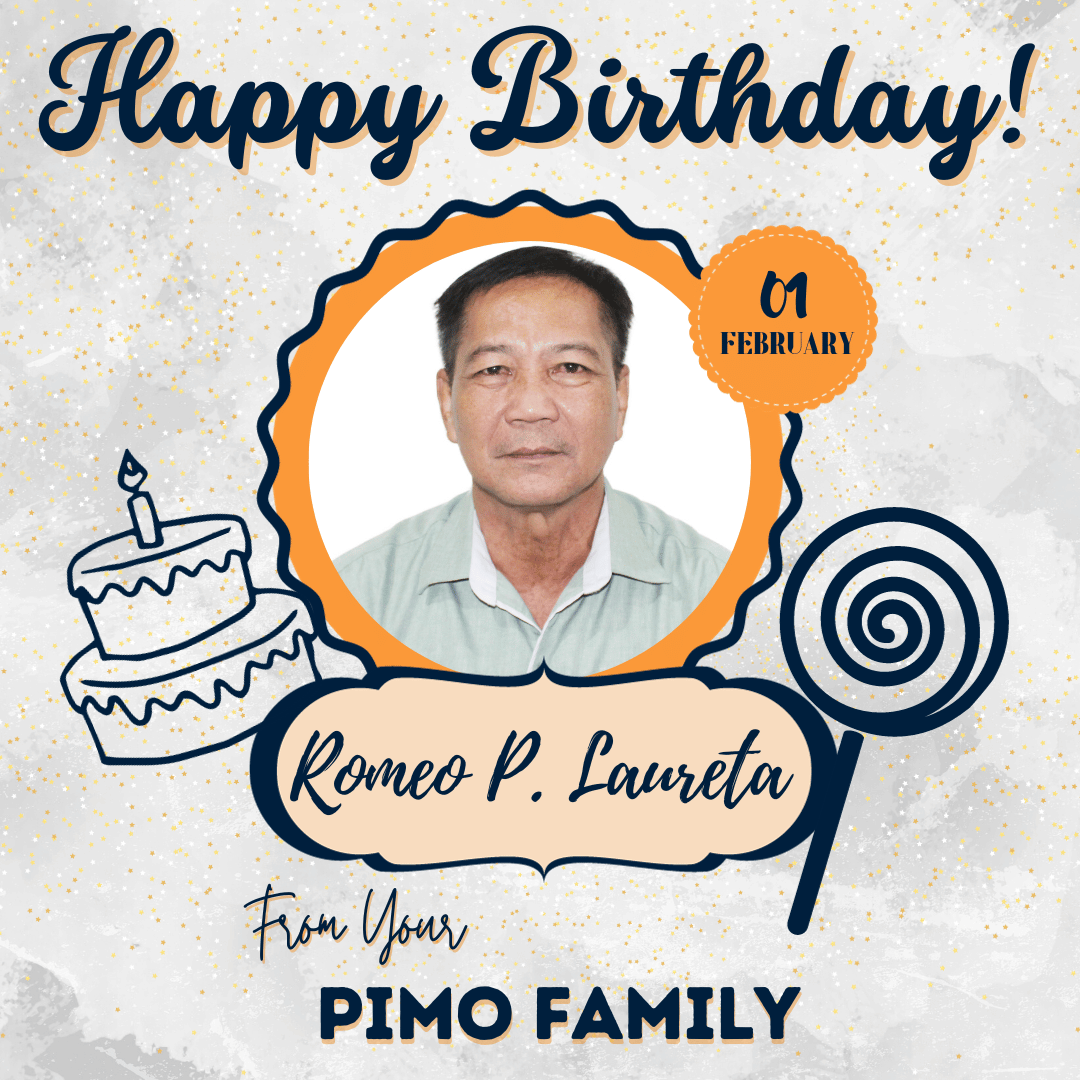 Happy Birthday!
01
FEBRUARY
Romeo P. Laureta
From Your
PIMO FAMILY